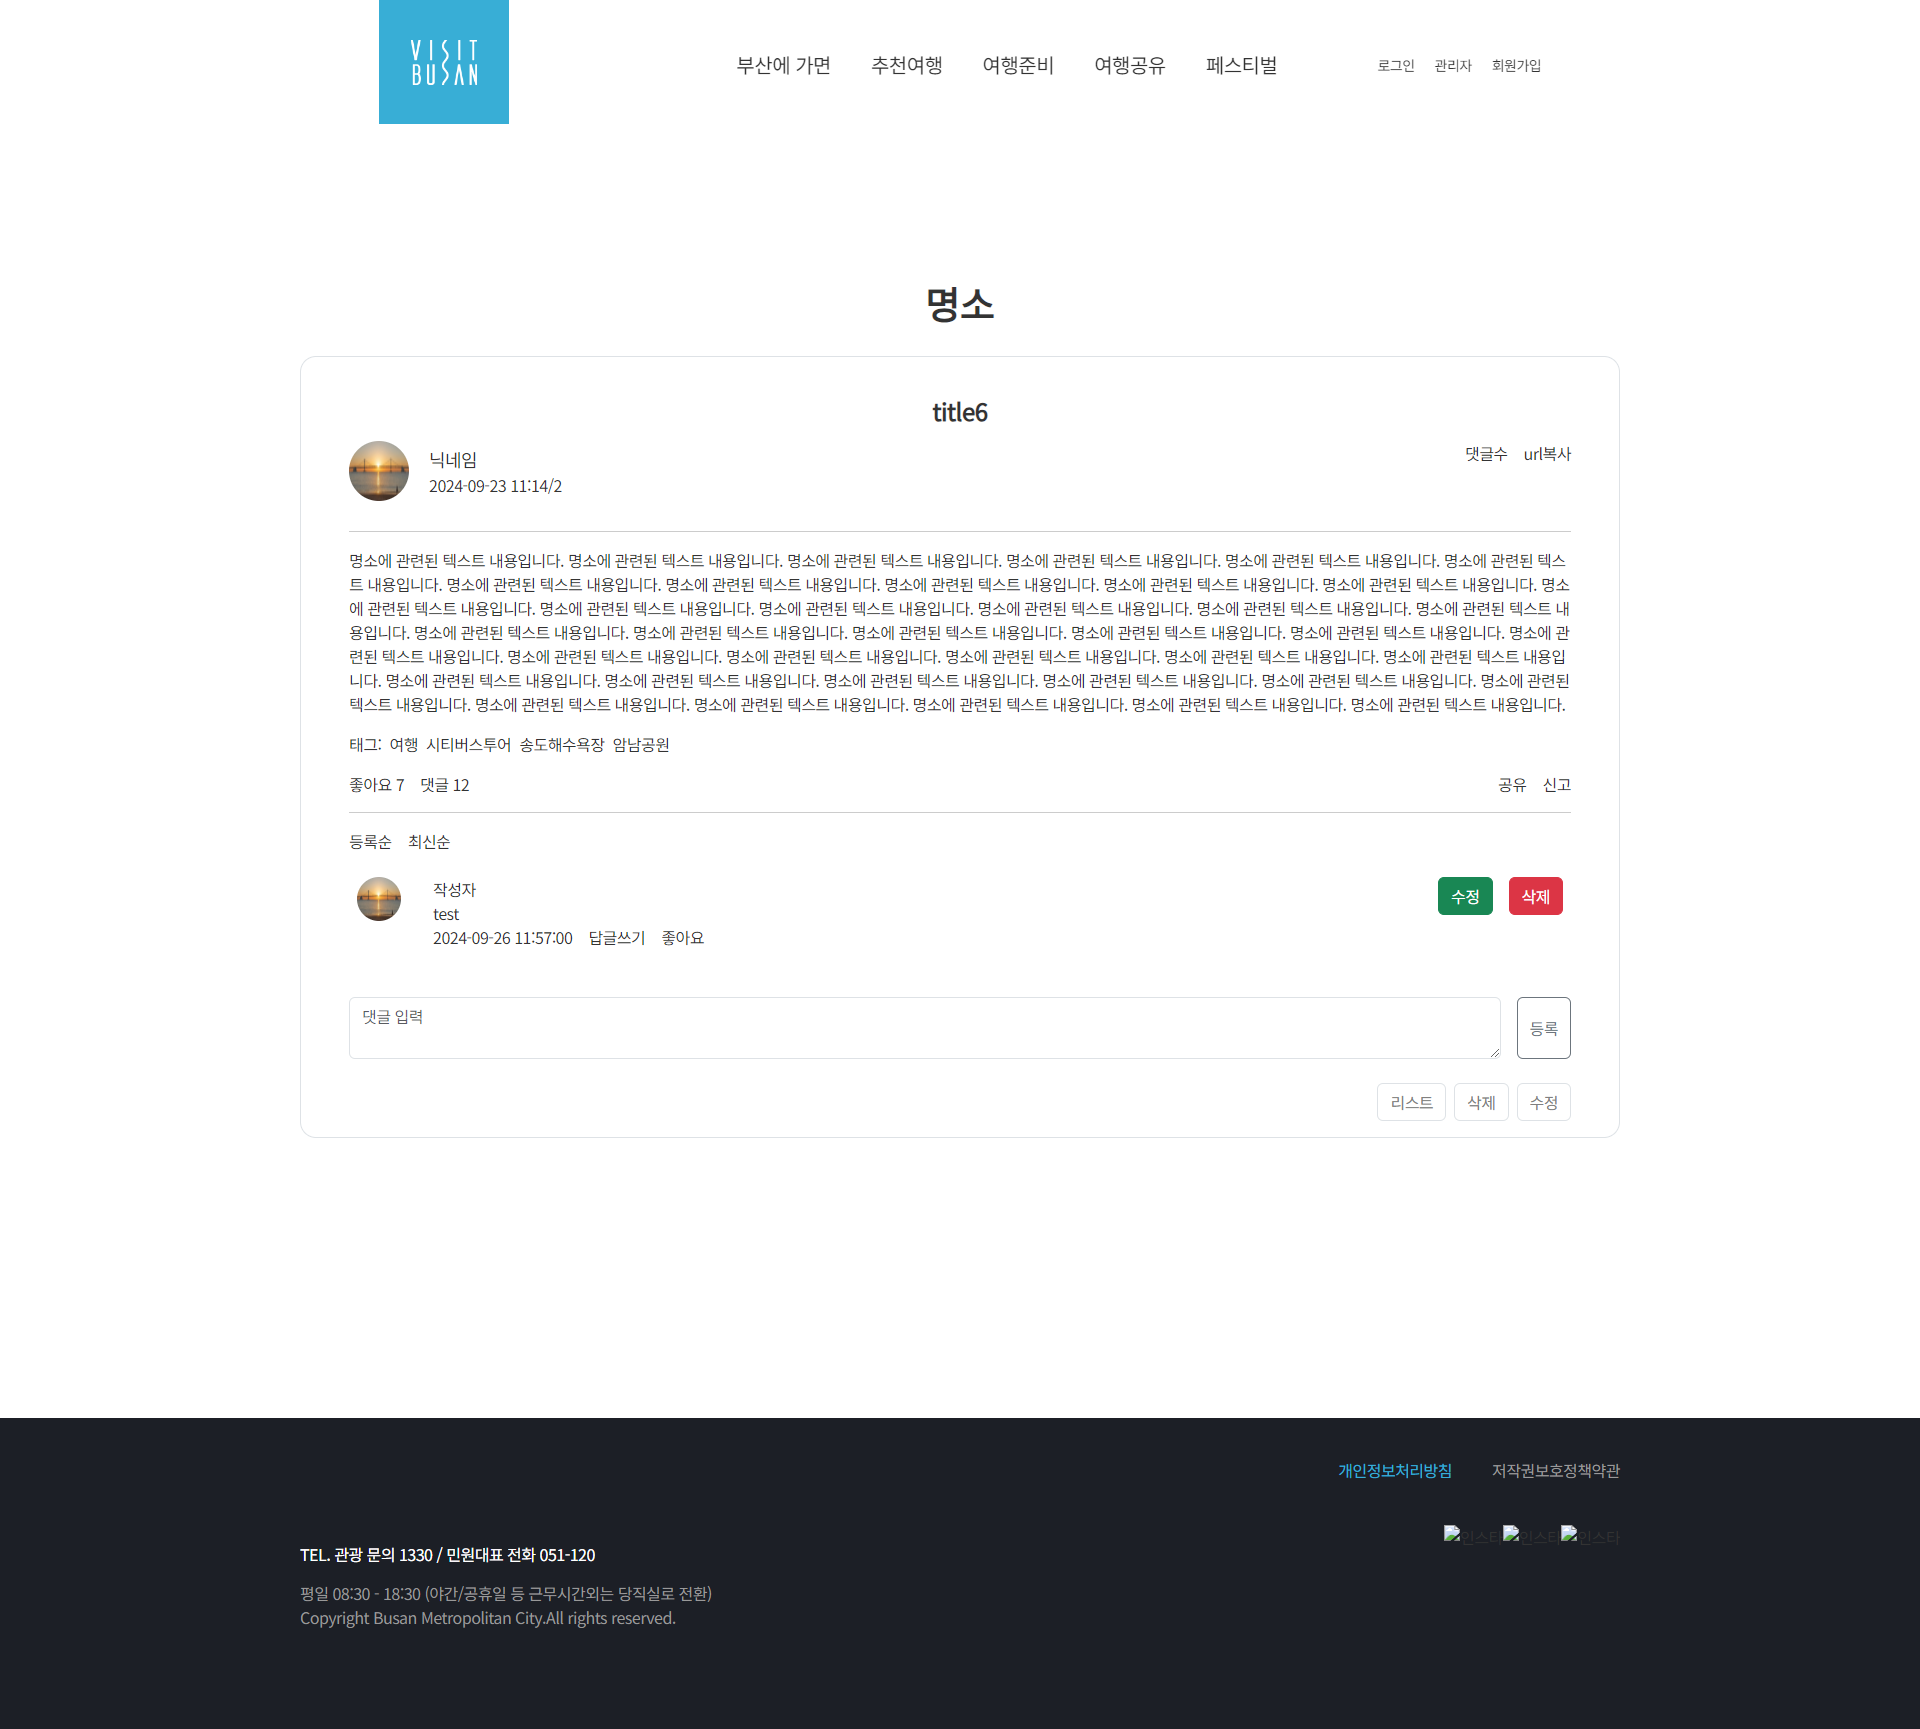 VISIT
BUSAN
부산에 가면 추천여행 여행준비 여행공유 페스티벌 로그인 관리자 회원가입
명소
title6
닉네임
2024-09-23 11:14/2
댓글수 url복사
명소에 관련된 텍스트 내용입니다. 명소에 관련된 텍스트 내용입니다. 명소에 관련된 텍스트 내용입니다. 명소에 관련된 텍스트 내용입니다. 명소에 관련된 텍스트 내용입니다. 명소에 관련된 텍스
트 내용입니다. 명소에 관련된 텍스트 내용입니다. 명소에 관련된 텍스트 내용입니다. 명소에 관련된 텍스트 내용입니다. 명소에 관련된 텍스트 내용입니다. 명소에 관련된 텍스트 내용입니다. 명소
에 관련된 텍스트 내용입니다. 명소에 관련된 텍스트 내용입니다. 명소에 관련된 텍스트 내용입니다. 명소에 관련된 텍스트 내용입니다. 명소에 관련된 텍스트 내용입니다. 명소에 관련된 텍스트 내
용입니다. 명소에 관련된 텍스트 내용입니다. 명소에 관련된 텍스트 내용입니다. 명소에 관련된 텍스트 내용입니다. 명소에 관련된 텍스트 내용입니다. 명소에 관련된 텍스트 내용입니다. 명소에 관
련된 텍스트 내용입니다. 명소에 관련된 텍스트 내용입니다. 명소에 관련된 텍스트 내용입니다. 명소에 관련된 텍스트 내용입니다. 명소에 관련된 텍스트 내용입니다. 명소에 관련된 텍스트 내용입
니다. 명소에 관련된 텍스트 내용입니다. 명소에 관련된 텍스트 내용입니다. 명소에 관련된 텍스트 내용입니다. 명소에 관련된 텍스트 내용입니다. 명소에 관련된 텍스트 내용입니다. 명소에 관련된
텍스트 내용입니다. 명소에 관련된 텍스트 내용입니다. 명소에 관련된 텍스트 내용입니다. 명소에 관련된 텍스트 내용입니다. 명소에 관련된 텍스트 내용입니다. 명소에 관련된 텍스트 내용입니다.
태그: 여행 시티버스투어 송도해수욕장 암남공원
좋아요 7 댓글 12 공유 신고
등록순 최신순
작성자
test
2024-09-26 11:57:00 답글쓰기 좋아요
수정 삭제
댓글 입력
등록
리스트 삭제 수정
개인정보처리방침 저작권보호정책약관
인스타 인스타 인스타
TEL. 관광 문의 1330 / 민원대표 전화 051-120
평일 08:30 - 18:30 (야간/공휴일 등 근무시간외는 당직실로 전환)
Copyright Busan Metropolitan City.All rights reserved.